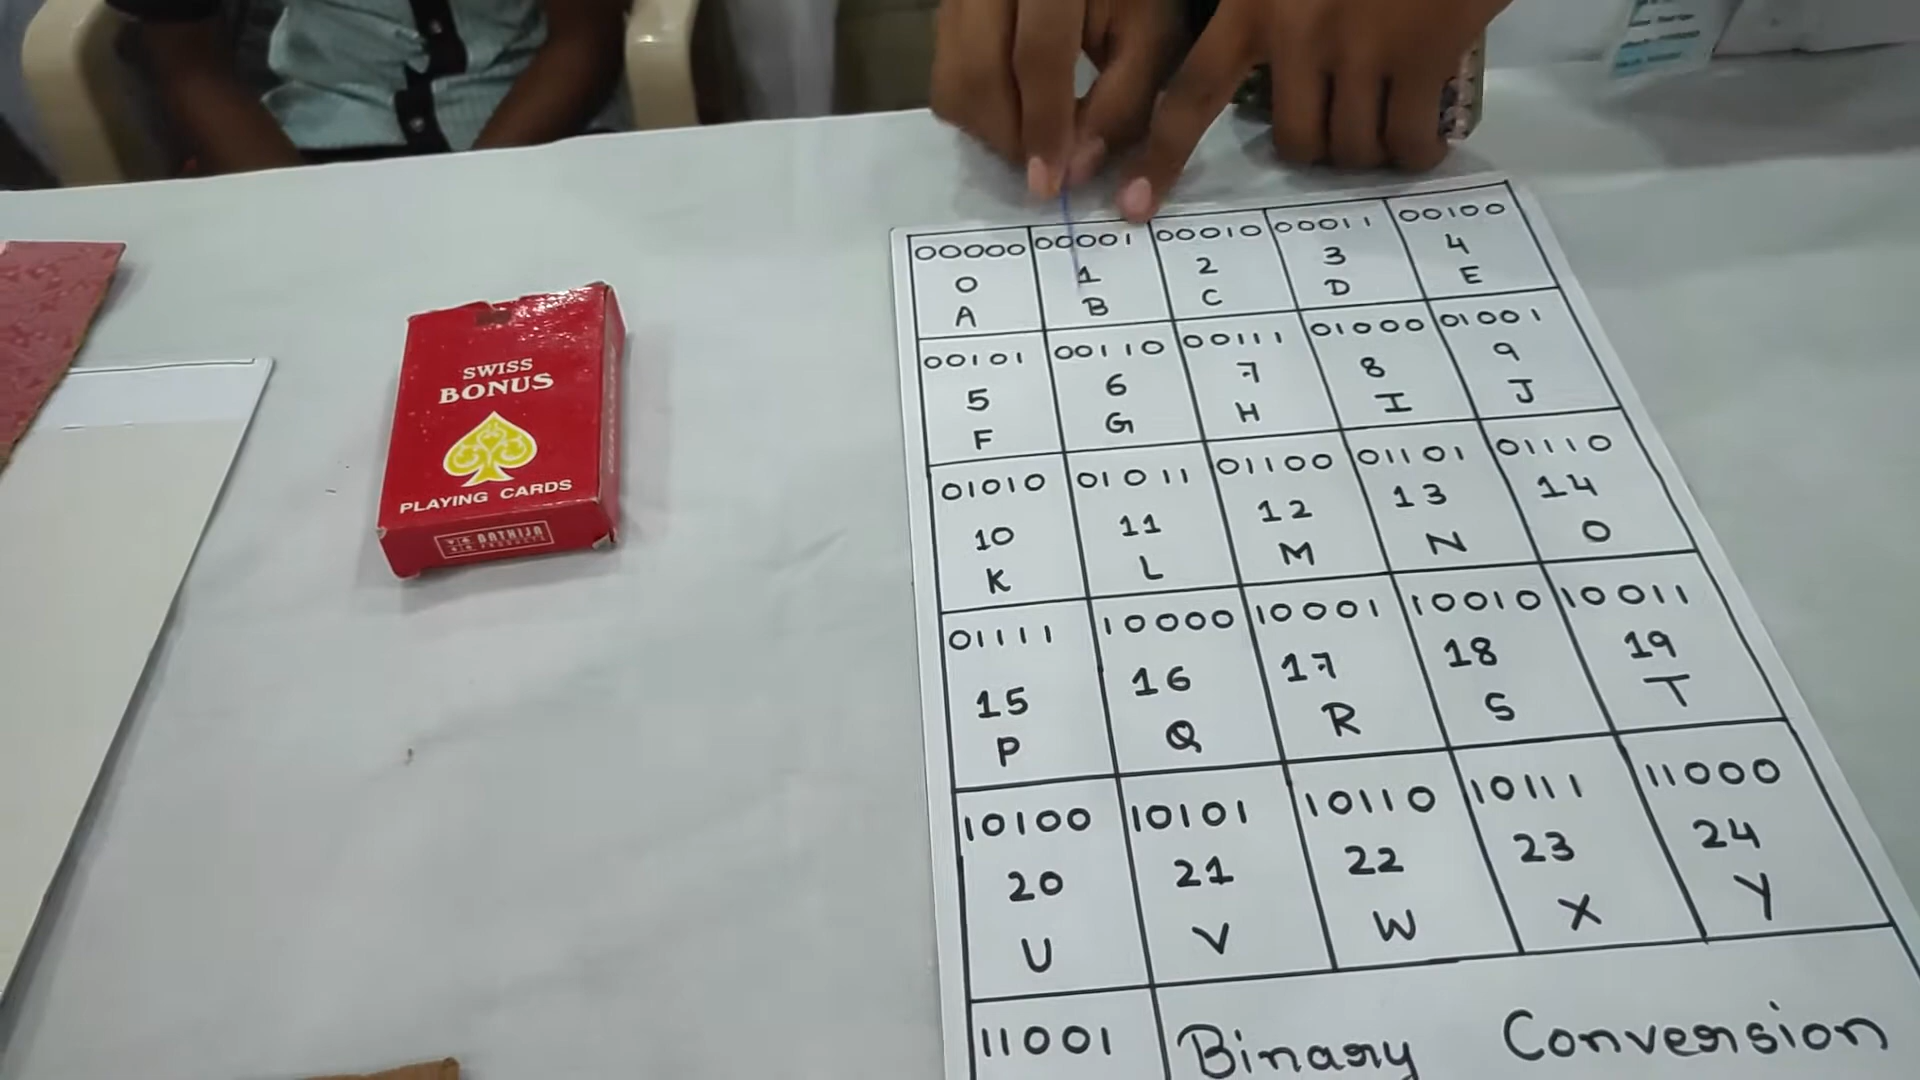 SWISS
BONUS
PLAYING CARDS
00000 00001 00010 00011 00100
0 1 2 3 4
A B C D E
00101 00110 00111 01000 01001
5 6 7 8 9
F G H I J
01010 01011 01100 01101 01110
10 11 12 13 14
K L M N O
01111 10000 10001 10010 10011
15 16 17 18 19
P Q R S T
10100 10101 10110 10111 11000
20 21 22 23 24
U V W X Y
11001
Binary Conversion